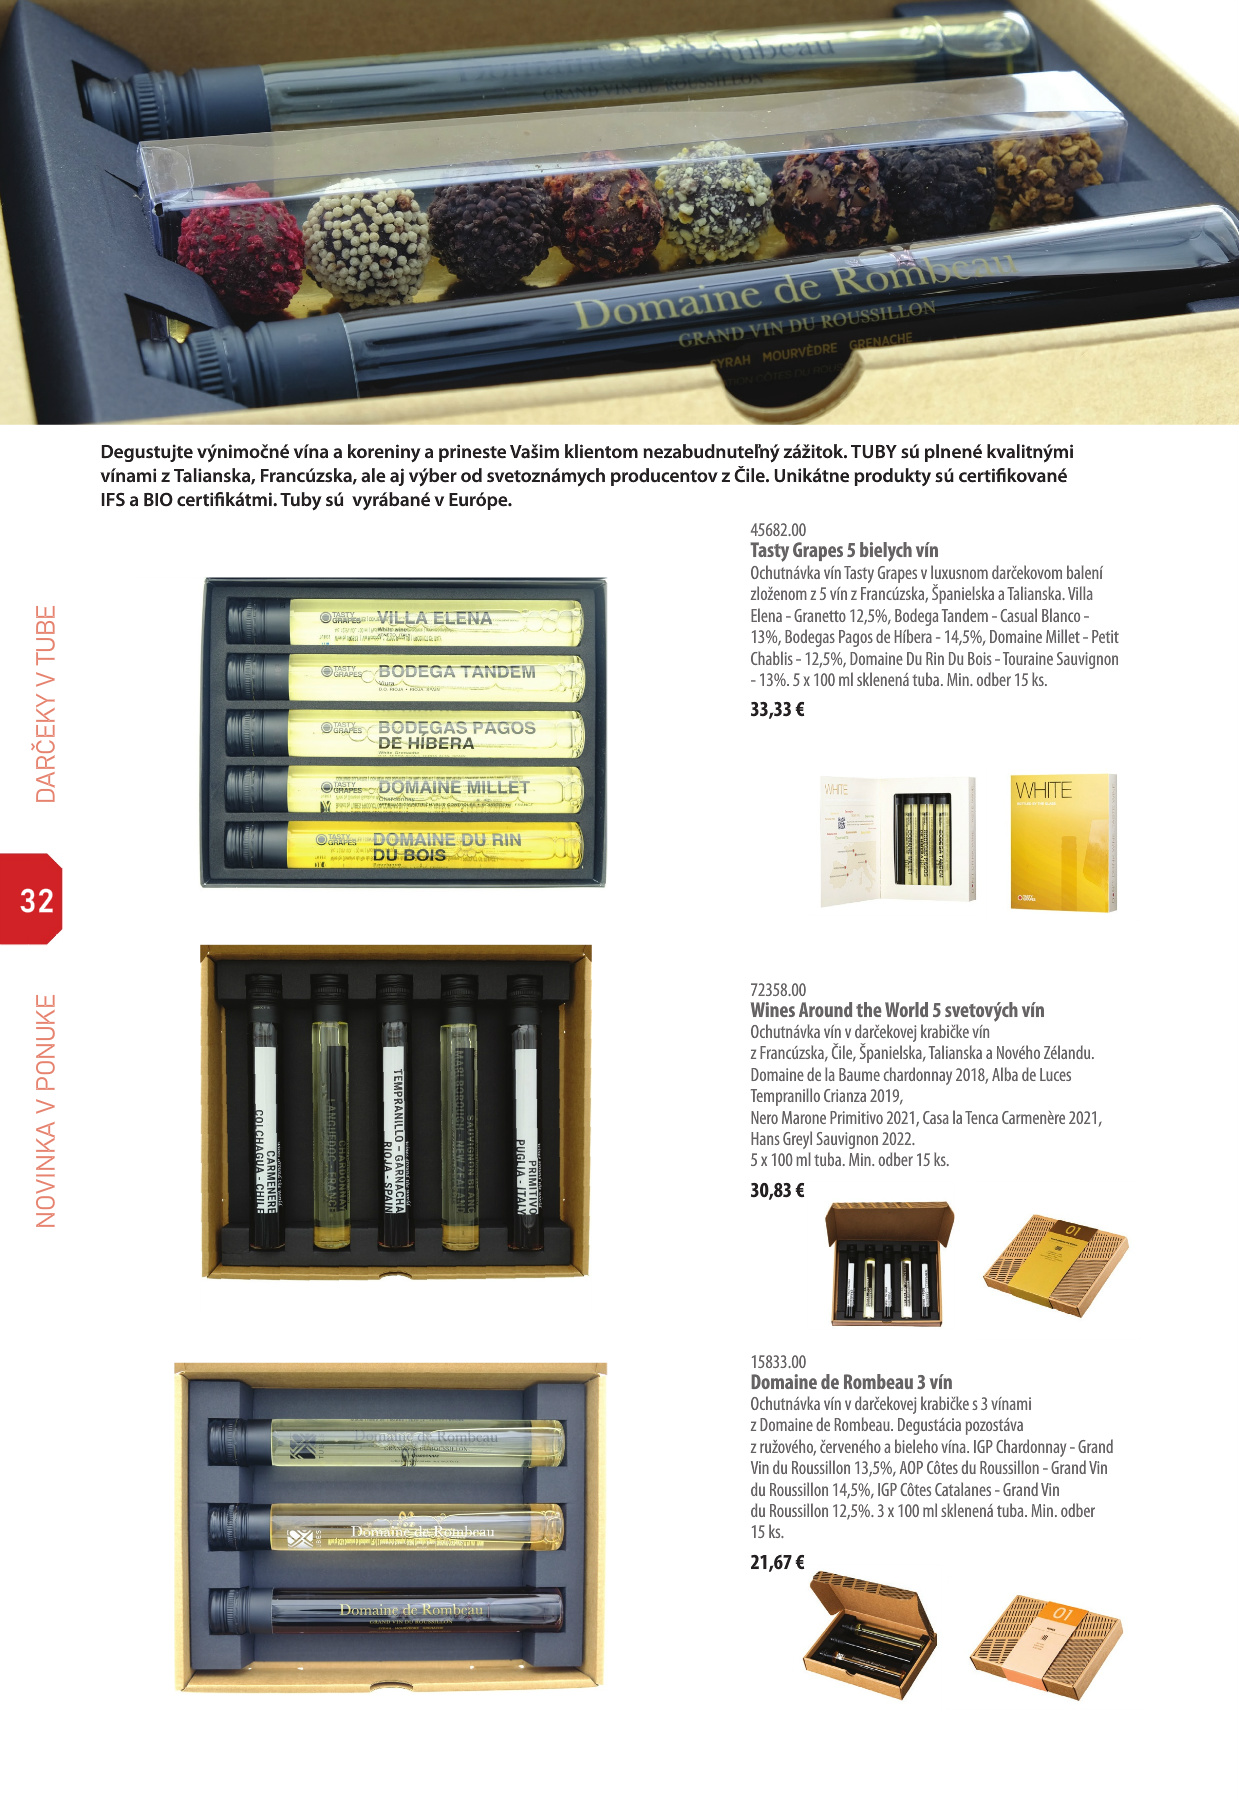 Domaine de Rombeau
GRAND VIN DU ROUSSILLON
Domaine de Rombeau
GRAND VIN DU ROUSSILLON
SYRAH MOURVÈDRE GRENACHE
Degustujte výnimočné vína a koreniny a prineste Vašim klientom nezabudnuteľný zážitok. TUBY sú plnené kvalitnými
vínami z Talianska, Francúzska, ale aj výber od svetoznámych producentov z Čile. Unikátne produkty sú certifikované
IFS a BIO certifikátmi. Tuby sú vyrábané v Európe.
DARČEKY V TUBE
32
NOVINKA V PONUKE
TASTY
GRAPES
VILLA ELENA
TASTY
GRAPES
BODEGA TANDEM
Viura
TASTY
GRAPES
BODEGAS PAGOS
DE HÍBERA
TASTY
GRAPES
DOMAINE MILLET
Chardonnay
TASTY
GRAPES
DOMAINE DU RIN
DU BOIS
45682.00
Tasty Grapes 5 bielych vín
Ochutnávka vín Tasty Grapes v luxusnom darčekovom balení
zloženom z 5 vín z Francúzska, Španielska a Talianska. Villa
Elena - Granetto 12,5%, Bodega Tandem - Casual Blanco -
13%, Bodegas Pagos de Híbera - 14,5%, Domaine Millet - Petit
Chablis - 12,5%, Domaine Du Rin Du Bois - Touraine Sauvignon
- 13%. 5 x 100 ml sklenená tuba. Min. odber 15 ks.
33,33 €
WHITE
WHITE
CARMENERE
COLCHAGUA - CHILE
CHARDONNAY
LANGUEDOC - FRANCE
TEMPRANILLO – GARNACHA
RIOJA - SPAIN
SAUVIGNON BLANC
MARLBOROUGH - NEW ZEALAND
PRIMITIVO
PUGLIA - ITALY
72358.00
Wines Around the World 5 svetových vín
Ochutnávka vín v darčekovej krabičke vín
z Francúzska, Čile, Španielska, Talianska a Nového Zélandu.
Domaine de la Baume chardonnay 2018, Alba de Luces
Tempranillo Crianza 2019,
Nero Marone Primitivo 2021, Casa la Tenca Carmenère 2021,
Hans Greyl Sauvignon 2022.
5 x 100 ml tuba. Min. odber 15 ks.
30,83 €
01
Domaine de Rombeau
Domaine de Rombeau
Domaine de Rombeau
15833.00
Domaine de Rombeau 3 vín
Ochutnávka vín v darčekovej krabičke s 3 vínami
z Domaine de Rombeau. Degustácia pozostáva
z ružového, červeného a bieleho vína. IGP Chardonnay - Grand
Vin du Roussillon 13,5%, AOP Côtes du Roussillon - Grand Vin
du Roussillon 14,5%, IGP Côtes Catalanes - Grand Vin
du Roussillon 12,5%. 3 x 100 ml sklenená tuba. Min. odber
15 ks.
21,67 €
01